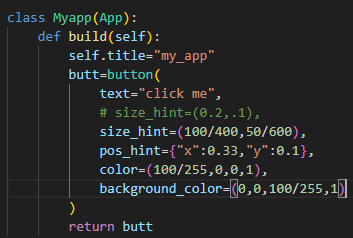 class Myapp(App):
    def build(self):
        self.title="my_app"
        butt=button(
            text="click me",
            # size_hint=(0.2,.1),
            size_hint=(100/400,50/600),
            pos_hint={"x":0.33,"y":0.1},
            color=(100/255,0,0,1),
            background_color=(0,0,100/255,1)
        )
        return butt